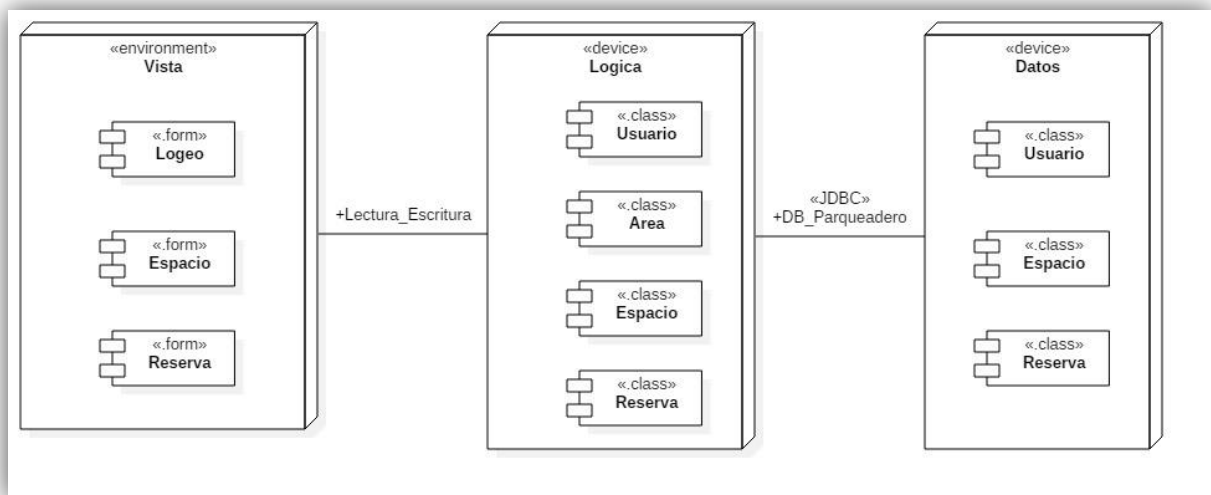 «environment»
Vista
«.form»
Logeo
«.form»
Espacio
«.form»
Reserva
+Lectura_Escritura
«device»
Logica
«.class»
Usuario
«.class»
Area
«.class»
Espacio
«.class»
Reserva
«JDBC»
+DB_Parqueadero
«device»
Datos
«.class»
Usuario
«.class»
Espacio
«.class»
Reserva